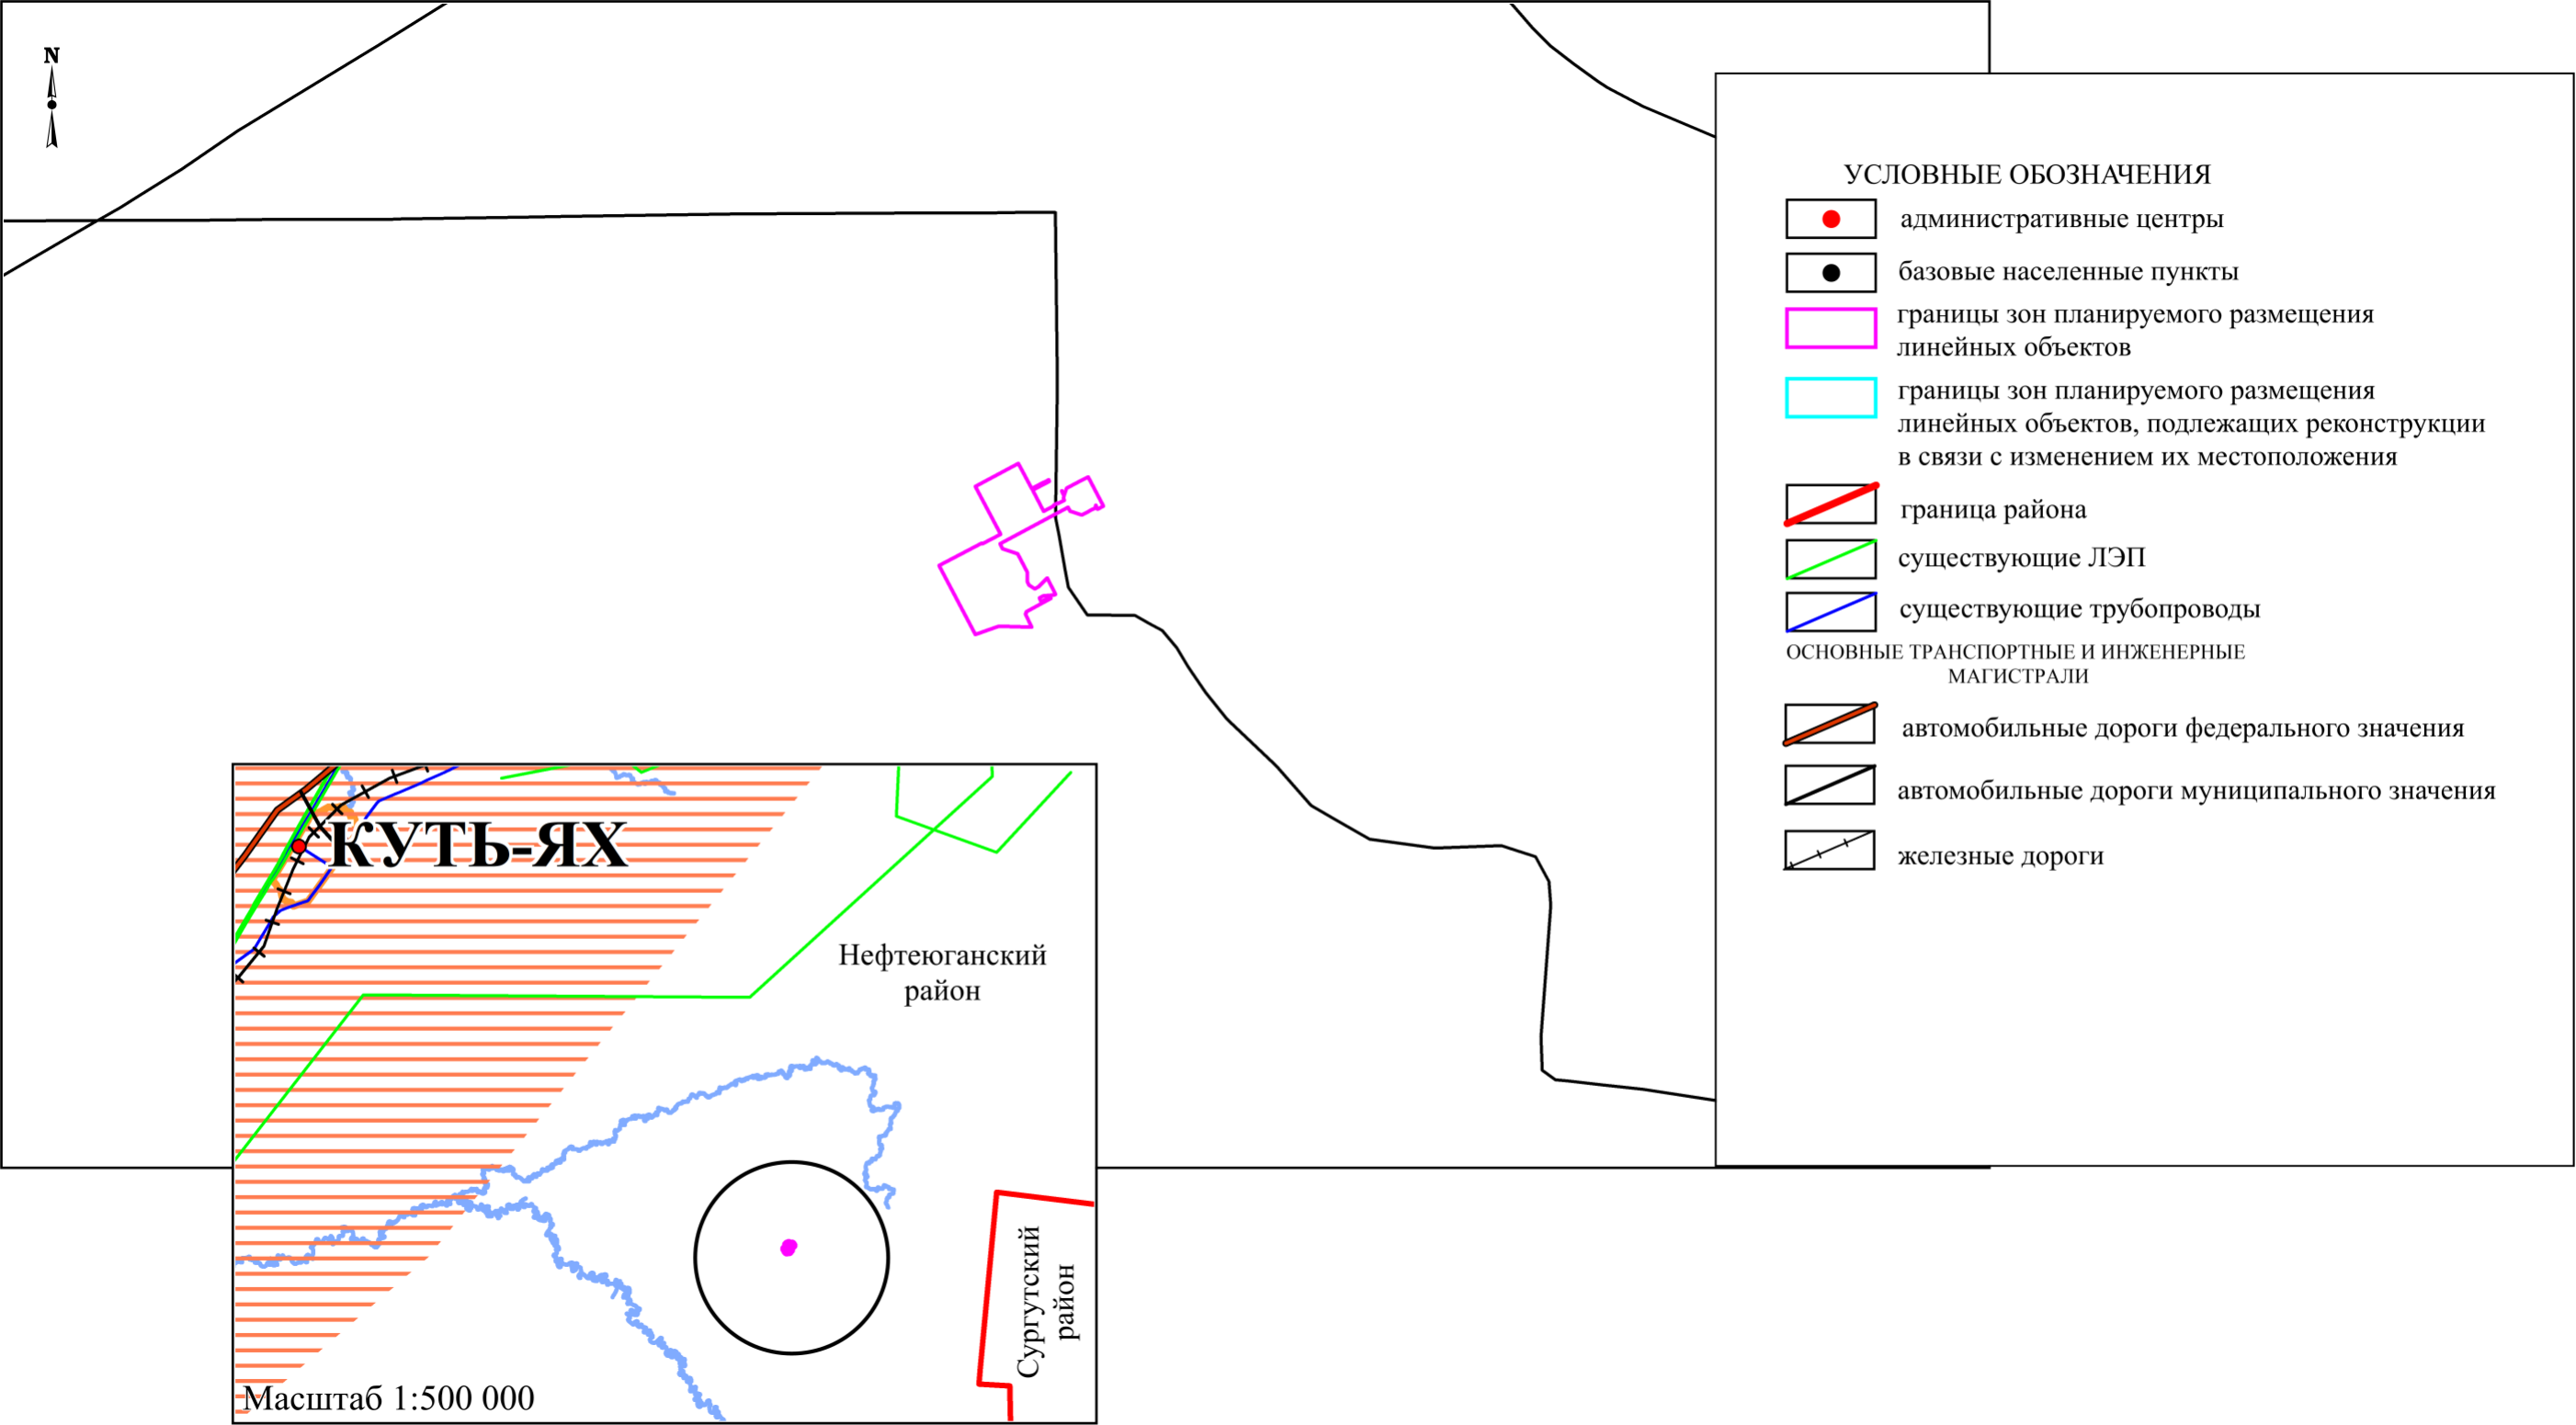 N
УСЛОВНЫЕ ОБОЗНАЧЕНИЯ
административные центры
базовые населенные пункты
границы зон планируемого размещения
линейных объектов
границы зон планируемого размещения
линейных объектов, подлежащих реконструкции
в связи с изменением их местоположения
граница района
существующие ЛЭП
существующие трубопроводы
ОСНОВНЫЕ ТРАНСПОРТНЫЕ И ИНЖЕНЕРНЫЕ
МАГИСТРАЛИ
автомобильные дороги федерального значения
автомобильные дороги муниципального значения
железные дороги
КУТЬ-ЯХ
Нефтеюганский
район
Сургутский
район
Масштаб 1:500 000